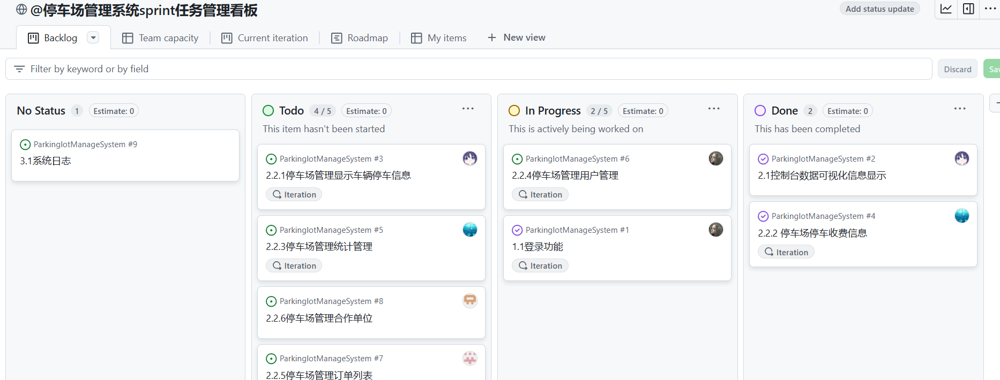 @停车场管理系统sprint任务管理看板
Add status update
Backlog
Team capacity
Current iteration
Roadmap
My items
New view
Filter by keyword or by field
Discard
Sav
No Status 1 Estimate: 0
ParkinglotManageSystem #9
3.1系统日志
Todo 4 / 5 Estimate: 0
This item hasn't been started
ParkinglotManageSystem #3
2.2.1停车场管理显示车辆停车信息
Iteration
ParkinglotManageSystem #5
2.2.3停车场管理统计管理
Iteration
ParkinglotManageSystem #8
2.2.6停车场管理合作单位
ParkinglotManageSystem #7
2.2.5停车场管理订单列表
In Progress 2 / 5 Estimate: 0
This is actively being worked on
ParkinglotManageSystem #6
2.2.4停车场管理用户管理
Iteration
ParkinglotManageSystem #1
1.1登录功能
Iteration
Done 2 Estimate: 0
This has been completed
ParkinglotManageSystem #2
2.1控制台数据可视化信息显示
ParkinglotManageSystem #4
2.2.2 停车场停车收费信息
Iteration